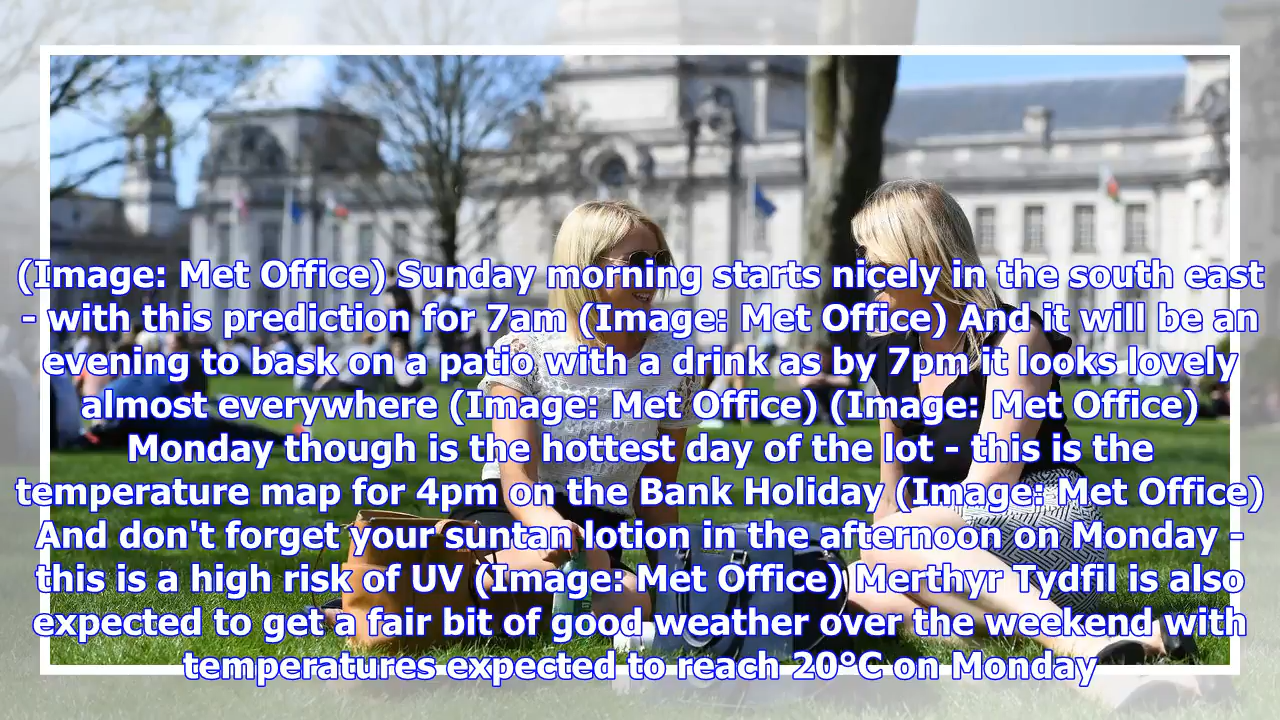 (Image: Met Office) Sunday morning starts nicely in the south east
- with this prediction for 7am (Image: Met Office) And it will be an
evening to bask on a patio with a drink as by 7pm it looks lovely
almost everywhere (Image: Met Office) (Image: Met Office)
Monday though is the hottest day of the lot - this is the
temperature map for 4pm on the Bank Holiday (Image: Met Office)
And don't forget your suntan lotion in the afternoon on Monday -
this is a high risk of UV (Image: Met Office) Merthyr Tydfil is also
expected to get a fair bit of good weather over the weekend with
temperatures expected to reach 20°C on Monday